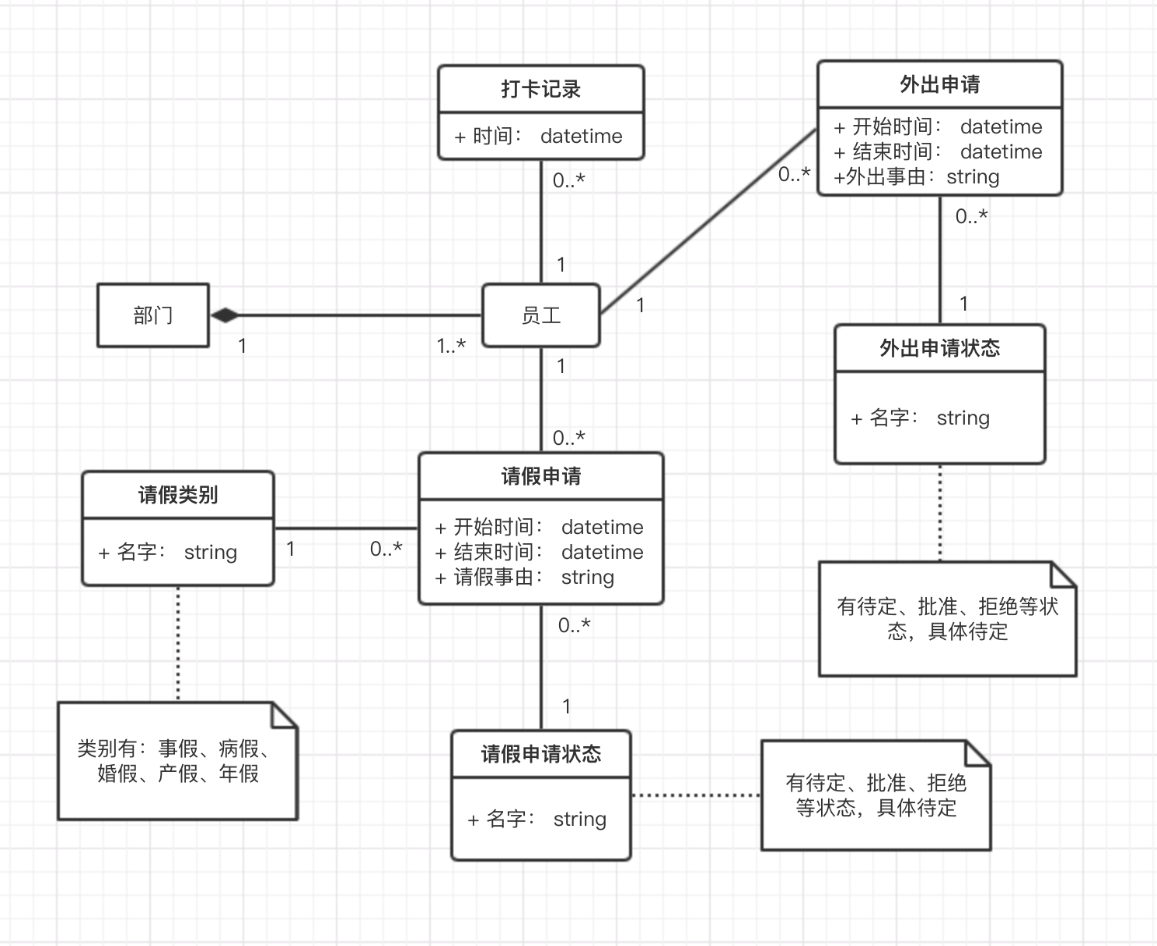 打卡记录
+ 时间： datetime
0..*
1
外出申请
+ 开始时间： datetime
+ 结束时间： datetime
+外出事由：string
0..*
0..*
1
部门
1
1..*
员工
1
1
0..*
外出申请状态
+ 名字： string
请假类别
+ 名字： string
1
0..*
请假申请
+ 开始时间： datetime
+ 结束时间： datetime
+ 请假事由： string
0..*
1
有待定、批准、拒绝等状
态，具体待定
类别有：事假、病假、
婚假、产假、年假
请假申请状态
+ 名字： string
有待定、批准、拒绝
等状态，具体待定